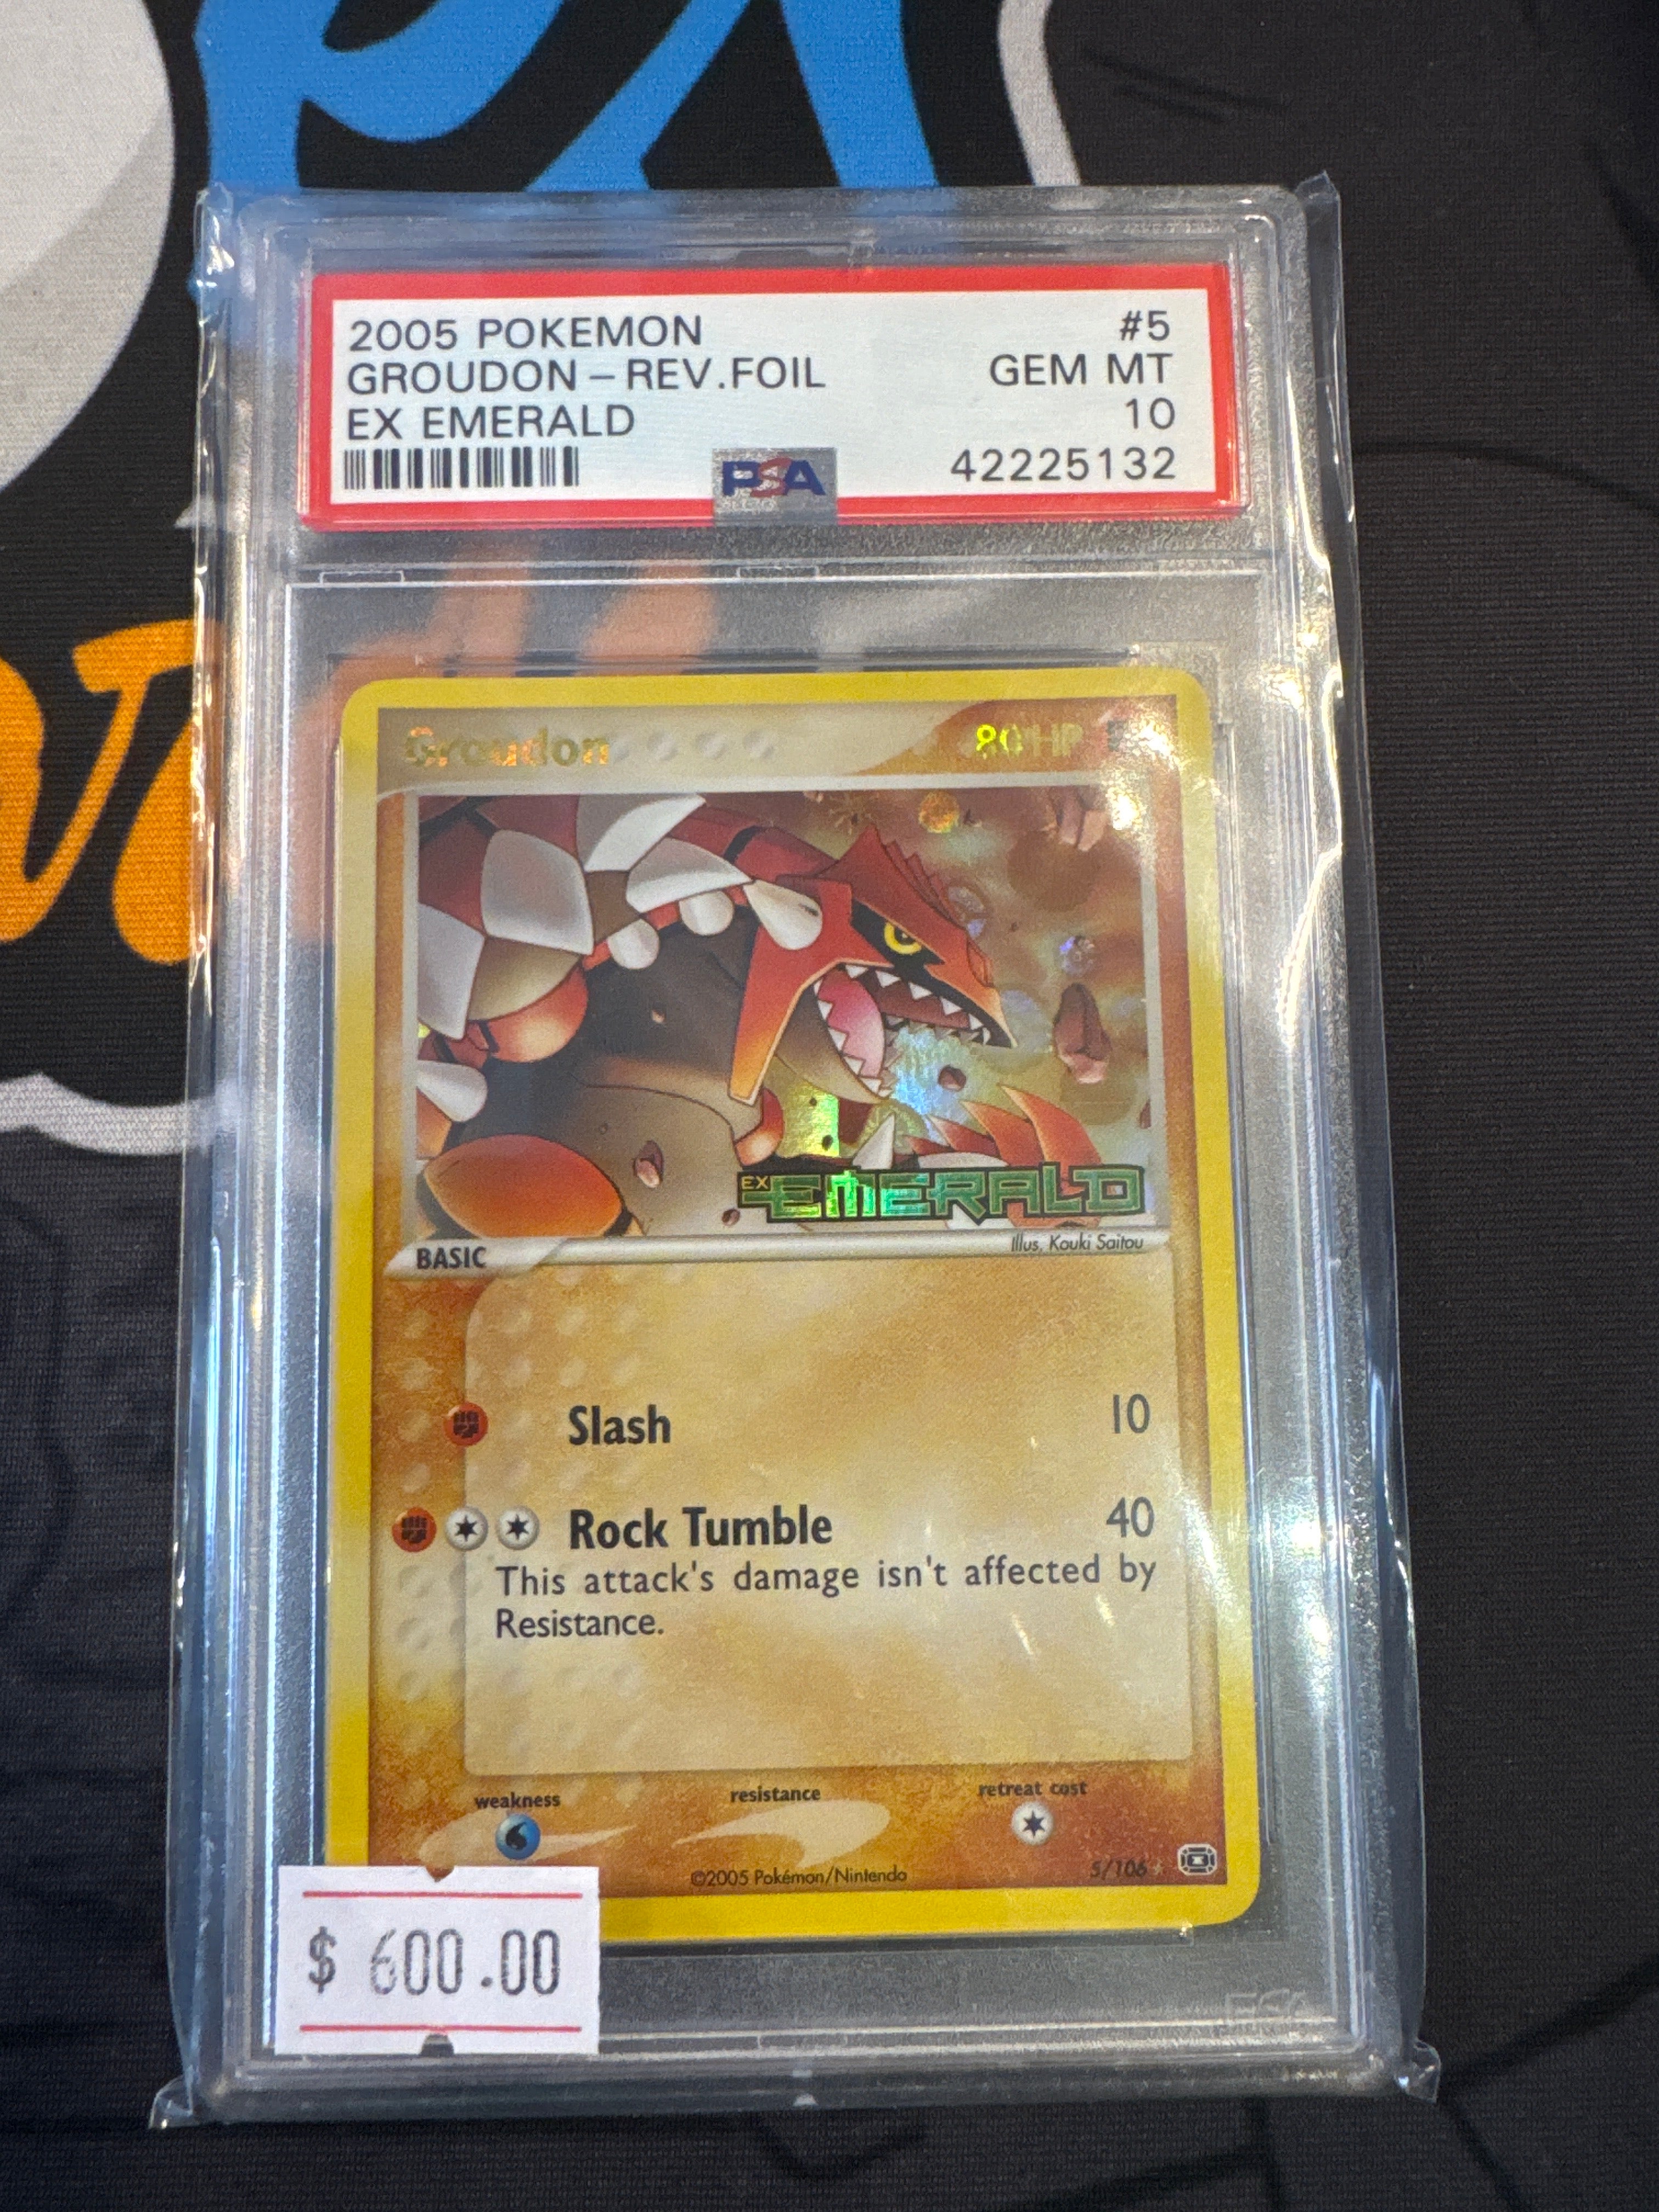 2005 POKEMON #5
GROUDON - REV.FOIL GEM MT
EX EMERALD 10
PSA 42225132
Groudon 80 HP
EX EMERALD
BASIC Illus. Kouki Saitou
Slash 10
Rock Tumble 40
This attack's damage isn't affected by
Resistance.
weakness resistance retreat cost
©2005 Pokémon/Nintendo 5/106
$ 600.00